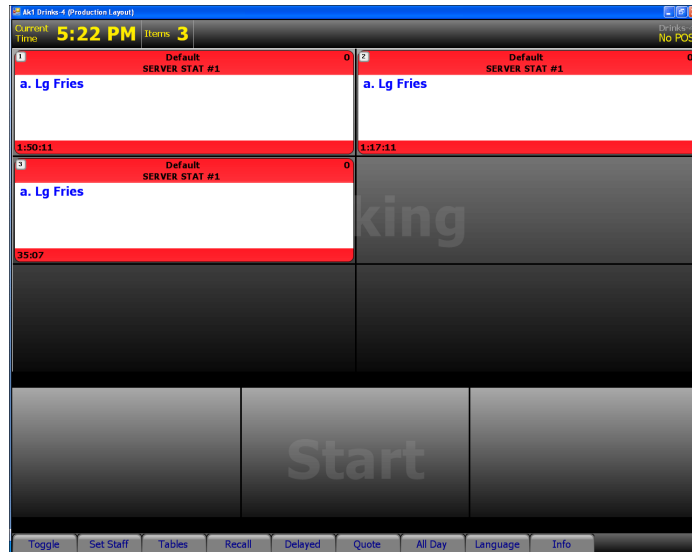 Ak1 Drinks-4 (Production Layout)
Current Time 5:22 PM Items 3
Drinks-
No POS
1 Default 0
SERVER STAT #1
a. Lg Fries
1:50:11
2 Default 0
SERVER STAT #1
a. Lg Fries
1:17:11
3 Default 0
SERVER STAT #1
a. Lg Fries
35:07
king
Start
Toggle Set Staff Tables Recall Delayed Quote All Day Language Info